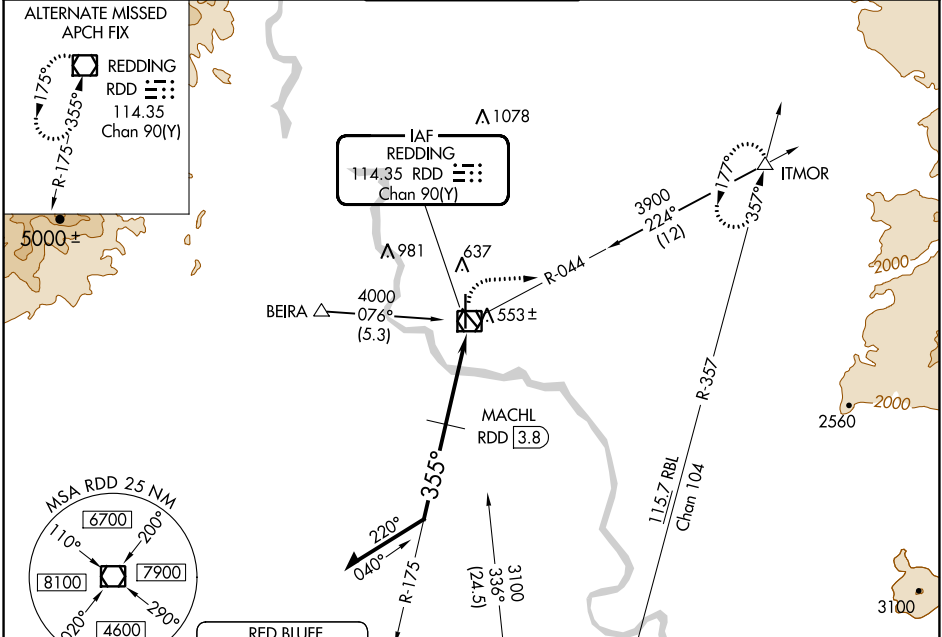 ALTERNATE MISSED
APCH FIX
REDDING
RDD
114.35
Chan 90(Y)
175°
355°
R-175
5000 ±
1078
IAF
REDDING
114.35 RDD
Chan 90(Y)
981
637
553 ±
BEIRA
4000
076°
(5.3)
3900
224°
(12)
R-044
177°
357°
ITMOR
2000
2000
2560
R-357
115.7 RBL
Chan 104
MACHL
RDD 3.8
355°
220°
040°
R-175
3100
336°
(24.5)
3100
MSA RDD 25 NM
6700
110°
200°
8100
7900
020°
290°
4600
RED BLUFF